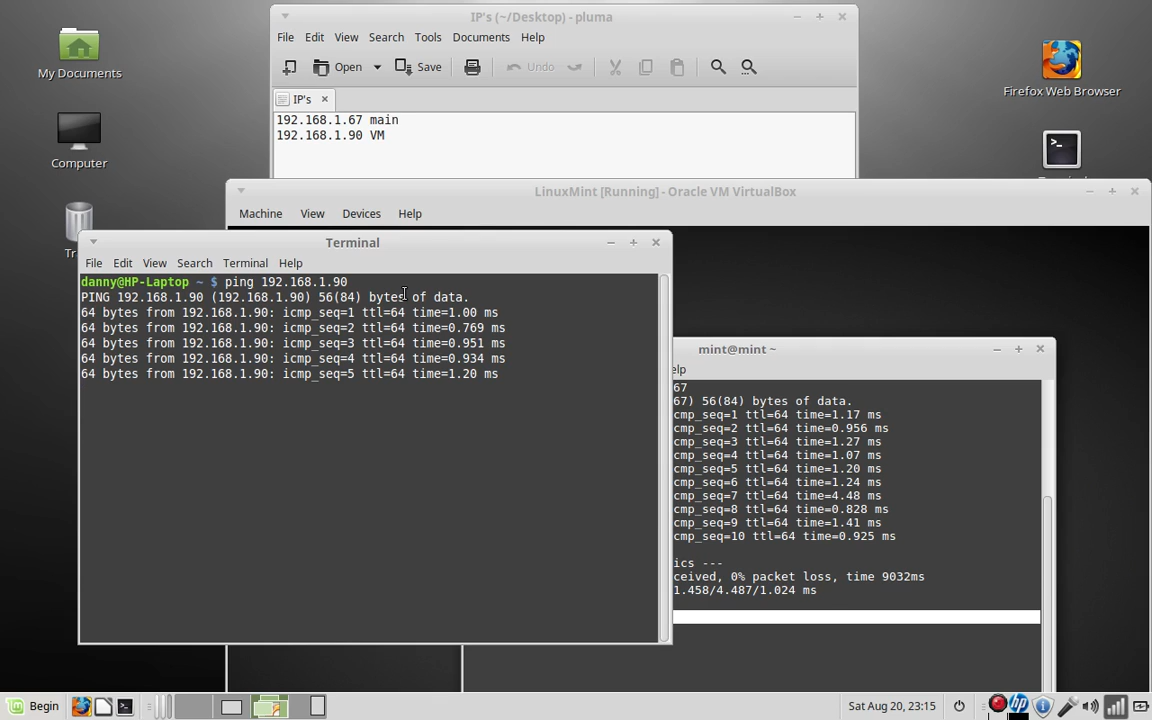 My Documents
Computer
Tr
Firefox Web Browser
IP's (~/Desktop) - pluma
File Edit View Search Tools Documents Help
Open Save Undo
IP's
192.168.1.67 main
192.168.1.90 VM
LinuxMint [Running] - Oracle VM VirtualBox
Machine View Devices Help
Terminal
File Edit View Search Terminal Help
danny@HP-Laptop ~ $ ping 192.168.1.90
PING 192.168.1.90 (192.168.1.90) 56(84) bytes of data.
64 bytes from 192.168.1.90: icmp_seq=1 ttl=64 time=1.00 ms
64 bytes from 192.168.1.90: icmp_seq=2 ttl=64 time=0.769 ms
64 bytes from 192.168.1.90: icmp_seq=3 ttl=64 time=0.951 ms
64 bytes from 192.168.1.90: icmp_seq=4 ttl=64 time=0.934 ms
64 bytes from 192.168.1.90: icmp_seq=5 ttl=64 time=1.20 ms
mint@mint ~
elp
67
67) 56(84) bytes of data.
cmp_seq=1 ttl=64 time=1.17 ms
cmp_seq=2 ttl=64 time=0.956 ms
cmp_seq=3 ttl=64 time=1.27 ms
cmp_seq=4 ttl=64 time=1.07 ms
cmp_seq=5 ttl=64 time=1.20 ms
cmp_seq=6 ttl=64 time=1.24 ms
cmp_seq=7 ttl=64 time=4.48 ms
cmp_seq=8 ttl=64 time=0.828 ms
cmp_seq=9 ttl=64 time=1.41 ms
cmp_seq=10 ttl=64 time=0.925 ms
ics ---
ceived, 0% packet loss, time 9032ms
1.458/4.487/1.024 ms
Begin
Sat Aug 20, 23:15